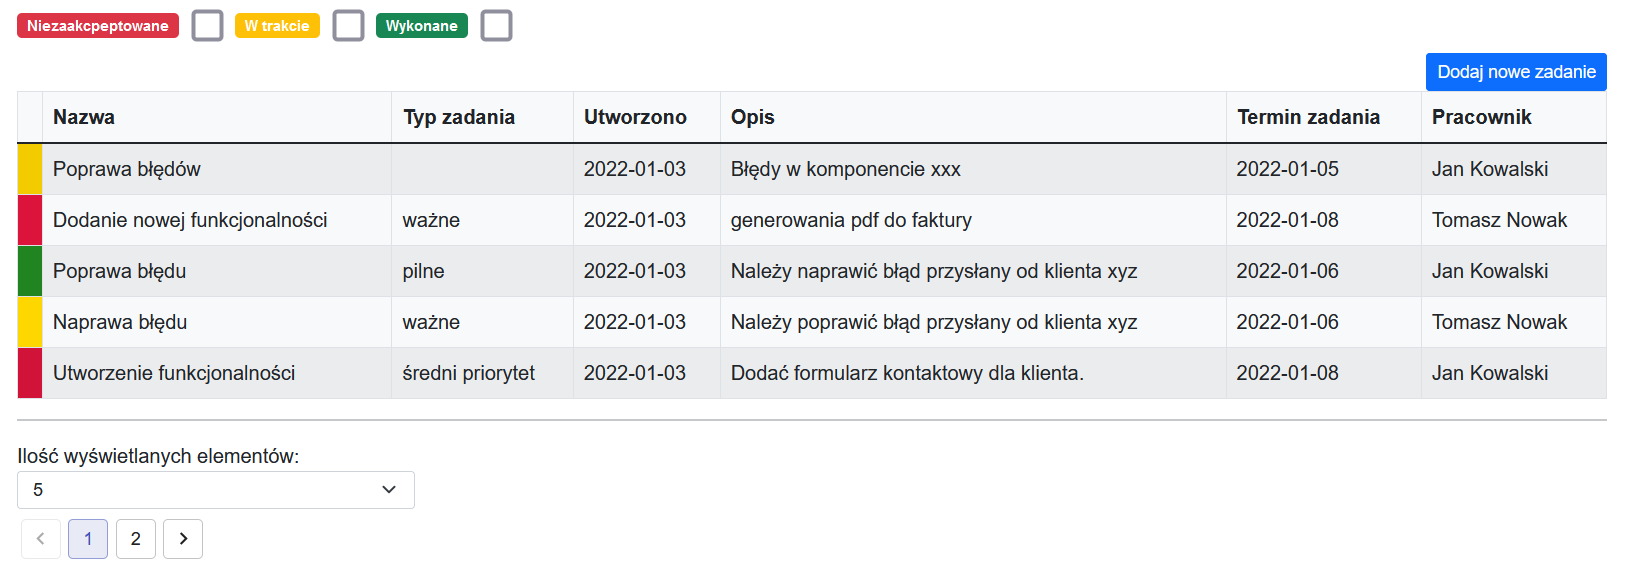 Niezaakcpeptowane W trakcie Wykonane
Dodaj nowe zadanie
Nazwa Typ zadania Utworzono Opis Termin zadania Pracownik
Poprawa błędów 2022-01-03 Błędy w komponencie xxx 2022-01-05 Jan Kowalski
Dodanie nowej funkcjonalności ważne 2022-01-03 generowania pdf do faktury 2022-01-08 Tomasz Nowak
Poprawa błędu pilne 2022-01-03 Należy naprawić błąd przysłany od klienta xyz 2022-01-06 Jan Kowalski
Naprawa błędu ważne 2022-01-03 Należy poprawić błąd przysłany od klienta xyz 2022-01-06 Tomasz Nowak
Utworzenie funkcjonalności średni priorytet 2022-01-03 Dodać formularz kontaktowy dla klienta. 2022-01-08 Jan Kowalski
Ilość wyświetlanych elementów:
5
1 2